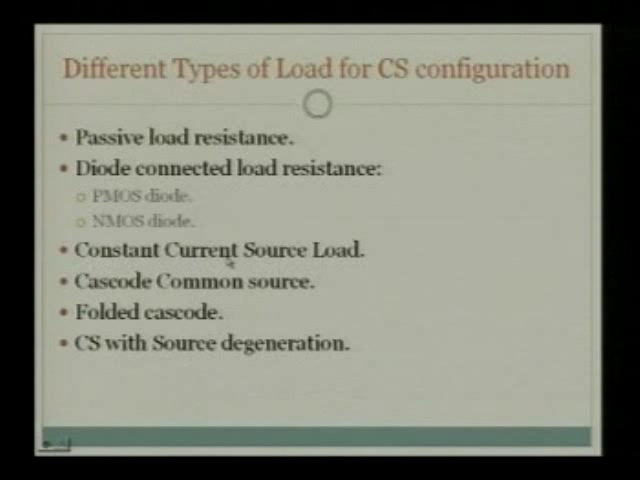 Different Types of Load for CS configuration
Passive load resistance.
Diode connected load resistance:
PMOS diode.
NMOS diode.
Constant Current Source Load.
Cascode Common source.
Folded cascode.
CS with Source degeneration.